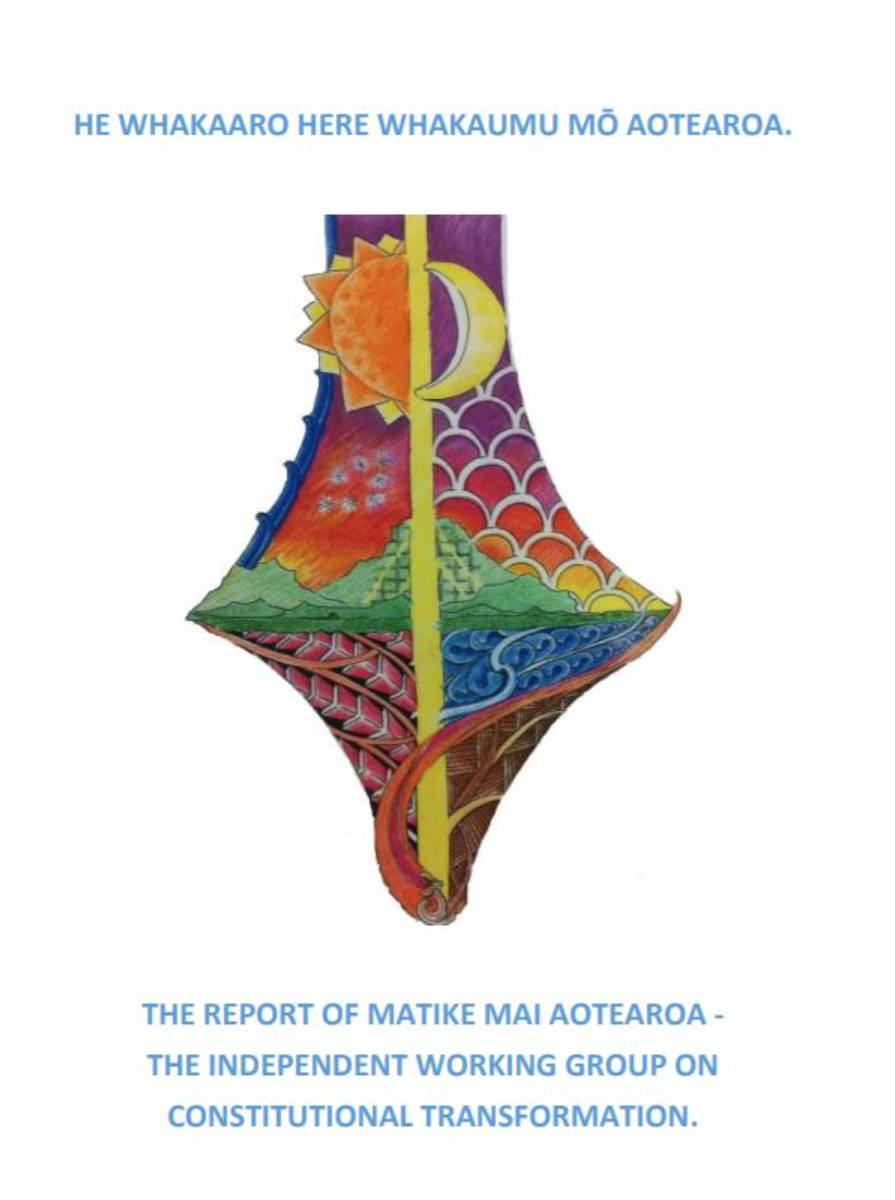 HE WHAKAARO HERE WHAKAUMU MŌ AOTEAROA.
THE REPORT OF MATIKE MAI AOTEAROA -
THE INDEPENDENT WORKING GROUP ON
CONSTITUTIONAL TRANSFORMATION.